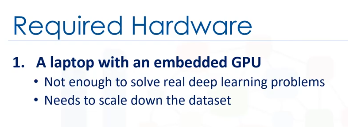 Required Hardware
1. A laptop with an embedded GPU
• Not enough to solve real deep learning problems
• Needs to scale down the dataset